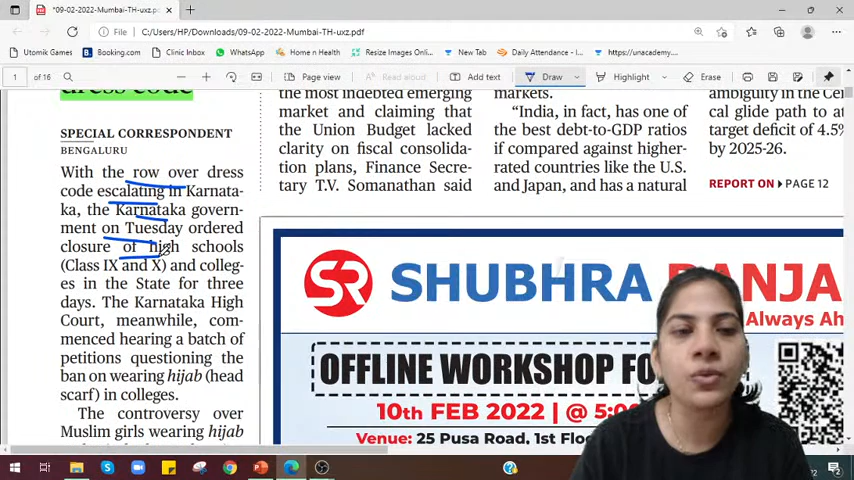 *09-02-2022-Mumbai-TH-uxz.pdf
File C:/Users/HP/Downloads/09-02-2022-Mumbai-TH-uxz.pdf
Utomik Games Booking.com Clinic Inbox WhatsApp Home n Health Resize Images Onli... New Tab Daily Attendance - I... https://unacademy....
1 of 16 Page view Read aloud Add text Draw Highlight Erase
dress code
SPECIAL CORRESPONDENT
BENGALURU
With the row over dress
code escalating in Karnata-
ka, the Karnataka govern-
ment on Tuesday ordered
closure of high schools
(Class IX and X) and colleg-
es in the State for three
days. The Karnataka High
Court, meanwhile, com-
menced hearing a batch of
petitions questioning the
ban on wearing hijab (head
scarf) in colleges.
The controversy over
Muslim girls wearing hijab
the most indebted emerging
market and claiming that
the Union Budget lacked
clarity on fiscal consolida-
tion plans, Finance Secre-
tary T.V. Somanathan said
markets.
“India, in fact, has one of
the best debt-to-GDP ratios
if compared against higher-
rated countries like the U.S.
and Japan, and has a natural
ambiguity in the Cen
cal glide path to at
target deficit of 4.5%
by 2025-26.
REPORT ON PAGE 12
SR SHUBHRA RANJA
Always Ah
OFFLINE WORKSHOP FO
10th FEB 2022 | @ 5:0
Venue: 25 Pusa Road, 1st Floo